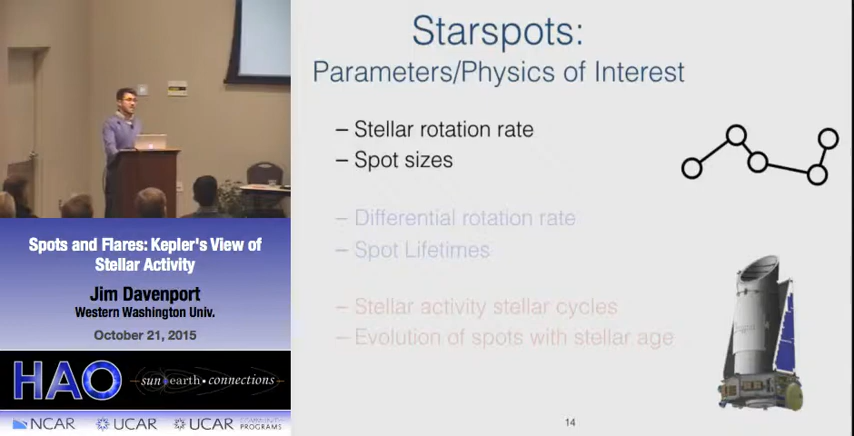 Starspots:
Parameters/Physics of Interest
– Stellar rotation rate
– Spot sizes
– Differential rotation rate
– Spot Lifetimes
– Stellar activity stellar cycles
– Evolution of spots with stellar age
14
Spots and Flares: Kepler's View of
Stellar Activity
Jim Davenport
Western Washington Univ.
October 21, 2015
HAO
sun earth • connections
NCAR
UCAR
UCAR COMMUNITY
PROGRAMS